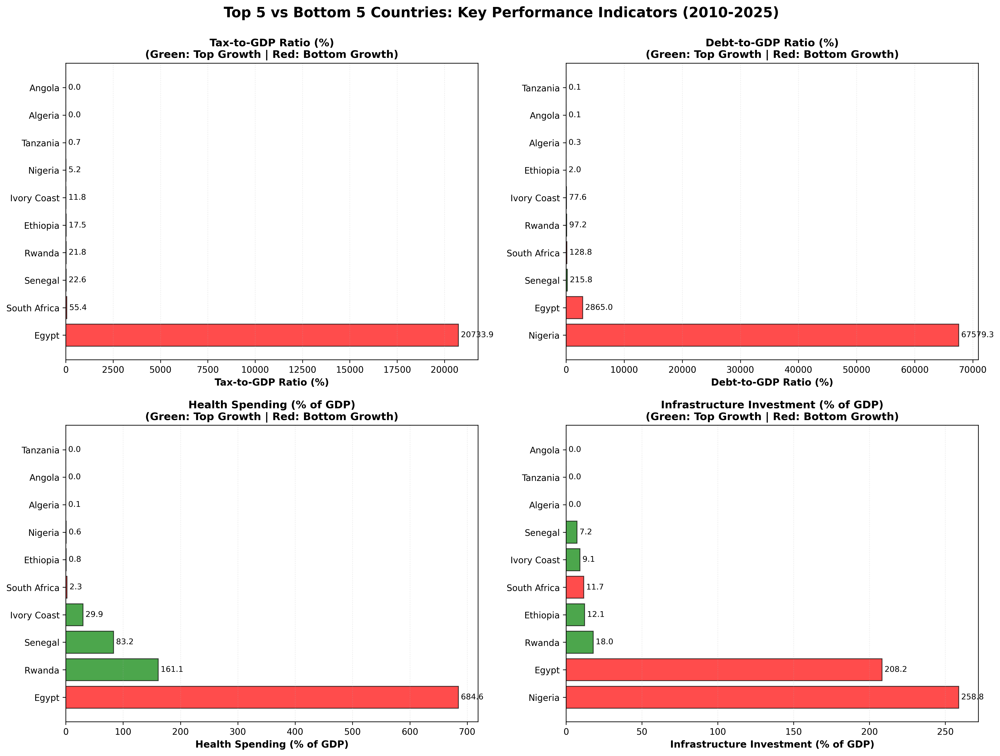 Top 5 vs Bottom 5 Countries: Key Performance Indicators (2010-2025)
Tax-to-GDP Ratio (%)
(Green: Top Growth | Red: Bottom Growth)
Angola 0.0
Algeria 0.0
Tanzania 0.7
Nigeria 5.2
Ivory Coast 11.8
Ethiopia 17.5
Rwanda 21.8
Senegal 22.6
South Africa 55.4
Egypt 20733.9
0 2500 5000 7500 10000 12500 15000 17500 20000
Tax-to-GDP Ratio (%)
Debt-to-GDP Ratio (%)
(Green: Top Growth | Red: Bottom Growth)
Tanzania 0.1
Angola 0.1
Algeria 0.3
Ethiopia 2.0
Ivory Coast 77.6
Rwanda 97.2
South Africa 128.8
Senegal 215.8
Egypt 2865.0
Nigeria 67579.3
0 10000 20000 30000 40000 50000 60000 70000
Debt-to-GDP Ratio (%)
Health Spending (% of GDP)
(Green: Top Growth | Red: Bottom Growth)
Tanzania 0.0
Angola 0.0
Algeria 0.1
Nigeria 0.6
Ethiopia 0.8
South Africa 2.3
Ivory Coast 29.9
Senegal 83.2
Rwanda 161.1
Egypt 684.6
0 100 200 300 400 500 600 700
Health Spending (% of GDP)
Infrastructure Investment (% of GDP)
(Green: Top Growth | Red: Bottom Growth)
Angola 0.0
Tanzania 0.0
Algeria 0.0
Senegal 7.2
Ivory Coast 9.1
South Africa 11.7
Ethiopia 12.1
Rwanda 18.0
Egypt 208.2
Nigeria 258.8
0 50 100 150 200 250
Infrastructure Investment (% of GDP)